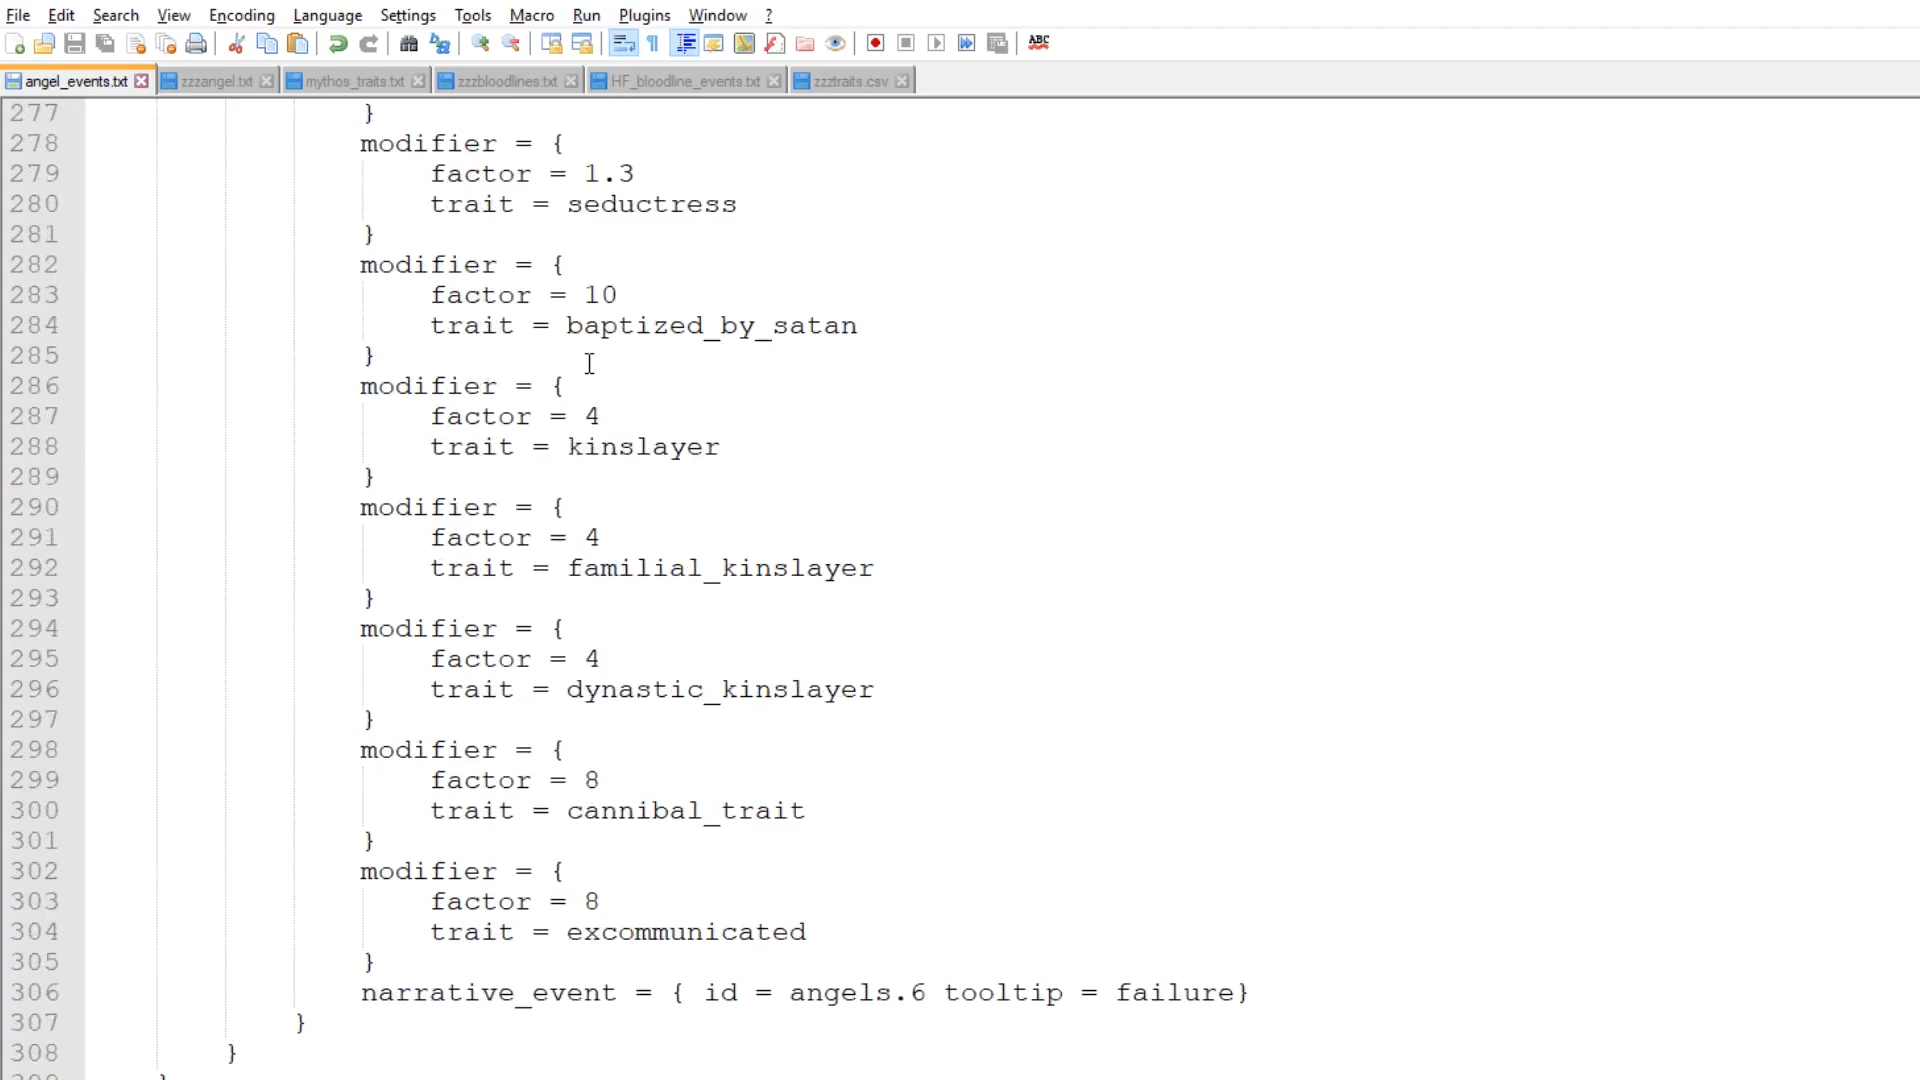 File Edit Search View Encoding Language Settings Tools Macro Run Plugins Window ?
ABC
angel_events.txt zzzangel.txt mythos_traits.txt zzzbloodlines.txt HF_bloodline_events.txt zzztraits.csv
277 }
278 modifier = {
279 factor = 1.3
280 trait = seductress
281 }
282 modifier = {
283 factor = 10
284 trait = baptized_by_satan
285 }
286 modifier = {
287 factor = 4
288 trait = kinslayer
289 }
290 modifier = {
291 factor = 4
292 trait = familial_kinslayer
293 }
294 modifier = {
295 factor = 4
296 trait = dynastic_kinslayer
297 }
298 modifier = {
299 factor = 8
300 trait = cannibal_trait
301 }
302 modifier = {
303 factor = 8
304 trait = excommunicated
305 }
306 narrative_event = { id = angels.6 tooltip = failure}
307 }
308 }